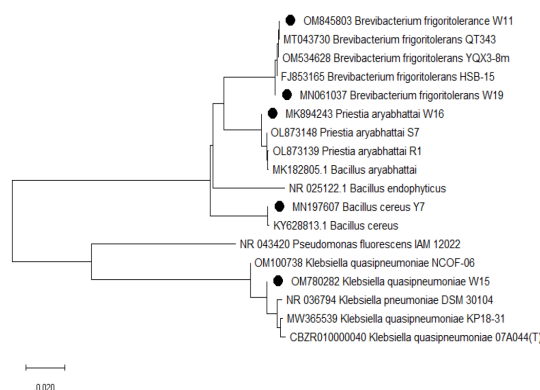 OM845803 Brevibacterium frigoritolerance W11
MT043730 Brevibacterium frigoritolerans QT343
OM534628 Brevibacterium frigoritolerans YQX3-8m
FJ853165 Brevibacterium frigoritolerans HSB-15
MN061037 Brevibacterium frigoritolerans W19
MK894243 Priestia aryabhattai W16
OL873148 Priestia aryabhattai S7
OL873139 Priestia aryabhattai R1
MK182805.1 Bacillus aryabhattai
NR 025122.1 Bacillus endophyticus
MN197607 Bacillus cereus Y7
KY628813.1 Bacillus cereus
NR 043420 Pseudomonas fluorescens IAM 12022
OM100738 Klebsiella quasipneumoniae NCOF-06
OM780282 Klebsiella quasipneumoniae W15
NR 036794 Klebsiella pneumoniae DSM 30104
MW365539 Klebsiella quasipneumoniae KP18-31
CBZR010000040 Klebsiella quasipneumoniae 07A044(T)
0.020